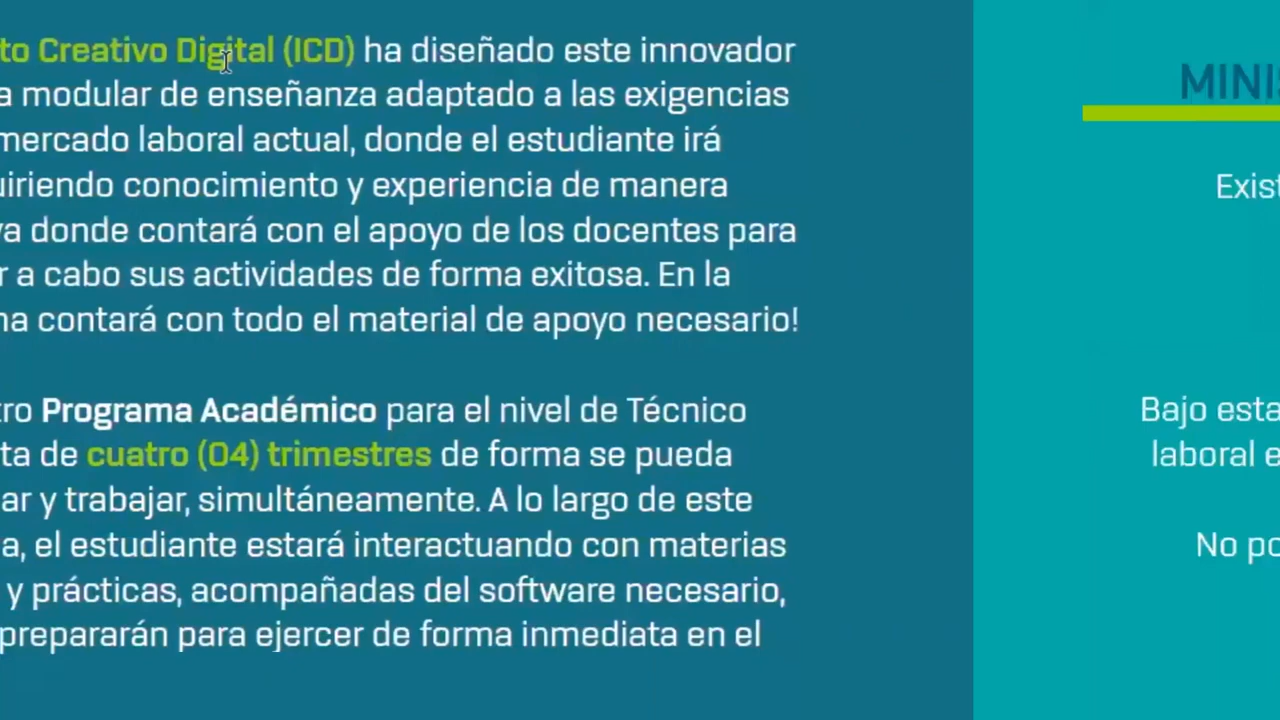 to Creativo Digital (ICD) ha diseñado este innovador
a modular de enseñanza adaptado a las exigencias
mercado laboral actual, donde el estudiante irá
uiriendo conocimiento y experiencia de manera
va donde contará con el apoyo de los docentes para
r a cabo sus actividades de forma exitosa. En la
na contará con todo el material de apoyo necesario!
tro Programa Académico para el nivel de Técnico
ta de cuatro (04) trimestres de forma se pueda
ar y trabajar, simultáneamente. A lo largo de este
a, el estudiante estará interactuando con materias
y prácticas, acompañadas del software necesario,
prepararán para ejercer de forma inmediata en el
MINI
Exist
Bajo esta
laboral e
No po